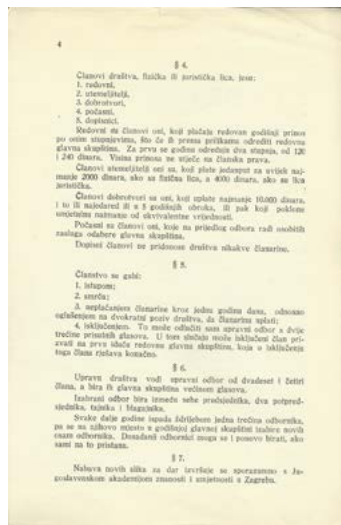 4
§ 4.
Članovi društva, fizička ili juristička lica, jesu:
1. redovni,
2. utemeljitelji,
3. dobrotvori,
4. počasni,
5. dopisnici.
Redovni su članovi oni, koji plaćaju redovan godišnji prinos
po onim stupnjevima, što će ih prema prilikama odrediti redovna
glavna skupština. Za prvu se godinu određuju dva stupnja, od 120
i 240 dinara. Visina prinosa ne utječe na članska prava.
Članovi utemeljitelji oni su, koji plate jedanput za uvijek naj-
manje 2000 dinara, ako su fizička lica, a 4000 dinara, ako su lica
juristička.
Članovi dobrotvori su oni, koji uplate najmanje 10.000 dinara,
i to ili najedared ili u 5 godišnjih obroka, ili pak koji poklone
umjetninu najmanje od ekvivalentne vrijednosti.
Počasni su članovi oni, koje na prijedlog odbora radi osobitih
zasluga odabere glavna skupština.
Dopisni članovi ne pridonose društvu nikakve članarine.
§ 5.
Članstvo se gubi:
1. istupom;
2. smrću;
3. neplaćanjem članarine kroz jednu godinu dana, odnosno
oglušenjem na dvokratni poziv društva, da članarinu uplati;
4. isključenjem. To može odlučiti sam upravni odbor s dvije
trećine prisutnih glasova. U tom slučaju može isključeni član pri-
zvati na prvu iduću redovnu glavnu skupštinu, koja o isključenju
toga člana rješava konačno.
§ 6.
Upravu društva vodi upravni odbor od dvadeset i četiri
člana, a bira ih glavna skupština većinom glasova.
Izabrani odbor bira između sebe predsjednika, dva potpred-
sjednika, tajnika i blagajnika.
Svake dalje godine ispada ždrijebom jedna trećina odbornika,
pa se na njihovo mjesto u godišnjoj glavnoj skupštini izabire novih
osam odbornika. Dosadanji odbornici mogu se i ponovo birati, ako
sami na to pristanu.
§ 7.
Nabava novih slika za dar izvršuje se sporazumno s Ju-
goslavenskom akademijom znanosti i umjetnosti u Zagrebu.